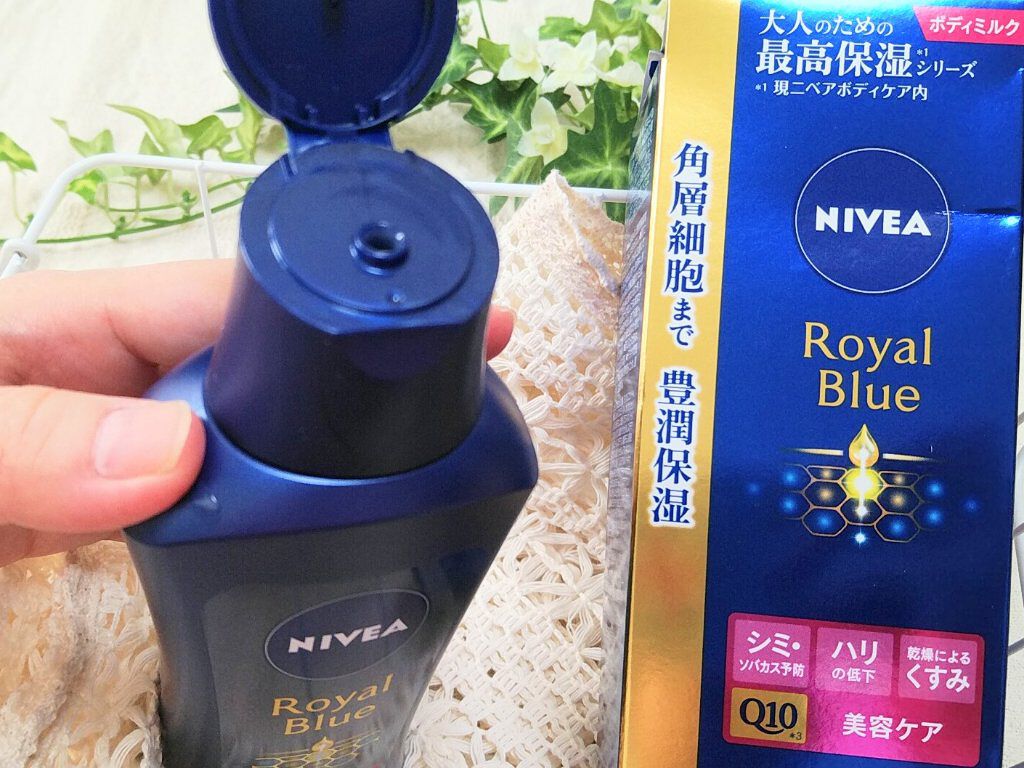 ボディミルク
大人のための
最高保湿*1シリーズ
*1 現ニベアボディケア内
角層細胞まで 豊潤保湿
NIVEA
Royal
Blue
シミ・
ソバカス予防
ハリ
の低下
乾燥による
くすみ
Q10 *3
美容ケア
NIVEA
Royal
Blue